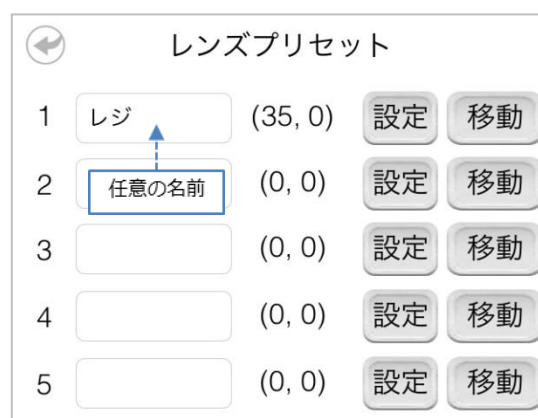 レンズプリセット
1 レジ (35, 0) 設定 移動
任意の名前
2 (0, 0) 設定 移動
3 (0, 0) 設定 移動
4 (0, 0) 設定 移動
5 (0, 0) 設定 移動